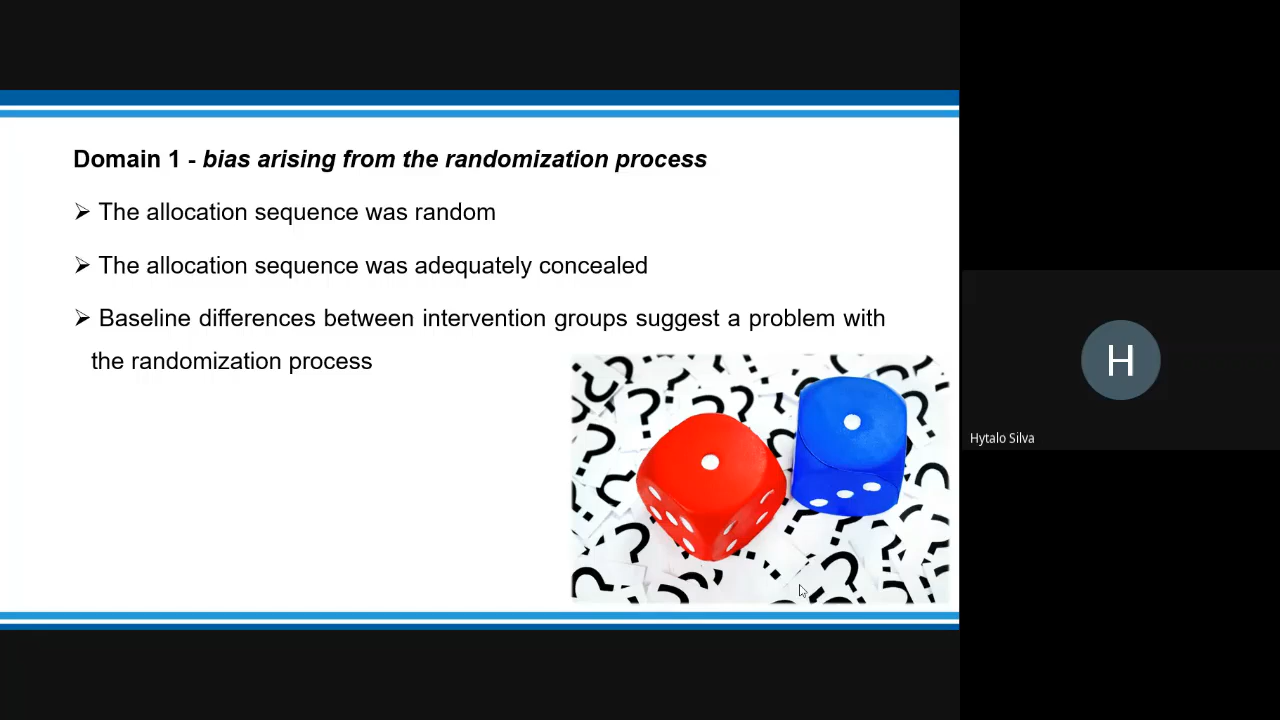 Domain 1 - bias arising from the randomization process
➢ The allocation sequence was random
➢ The allocation sequence was adequately concealed
➢ Baseline differences between intervention groups suggest a problem with
the randomization process
H
Hytalo Silva